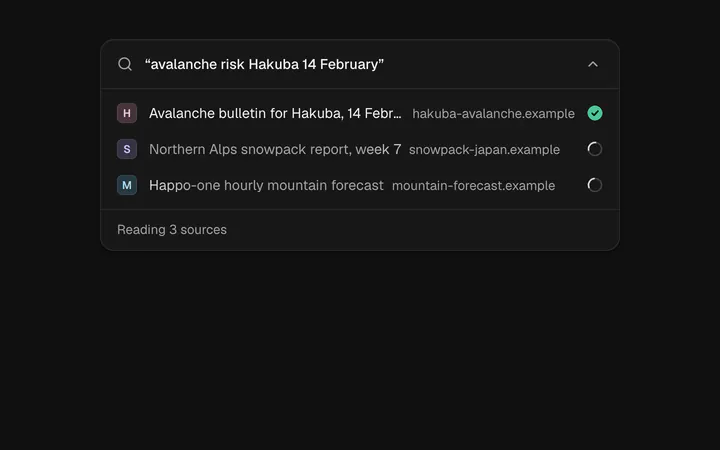 “avalanche risk Hakuba 14 February”
H Avalanche bulletin for Hakuba, 14 Febr... hakuba-avalanche.example
S Northern Alps snowpack report, week 7 snowpack-japan.example
M Happo-one hourly mountain forecast mountain-forecast.example
Reading 3 sources